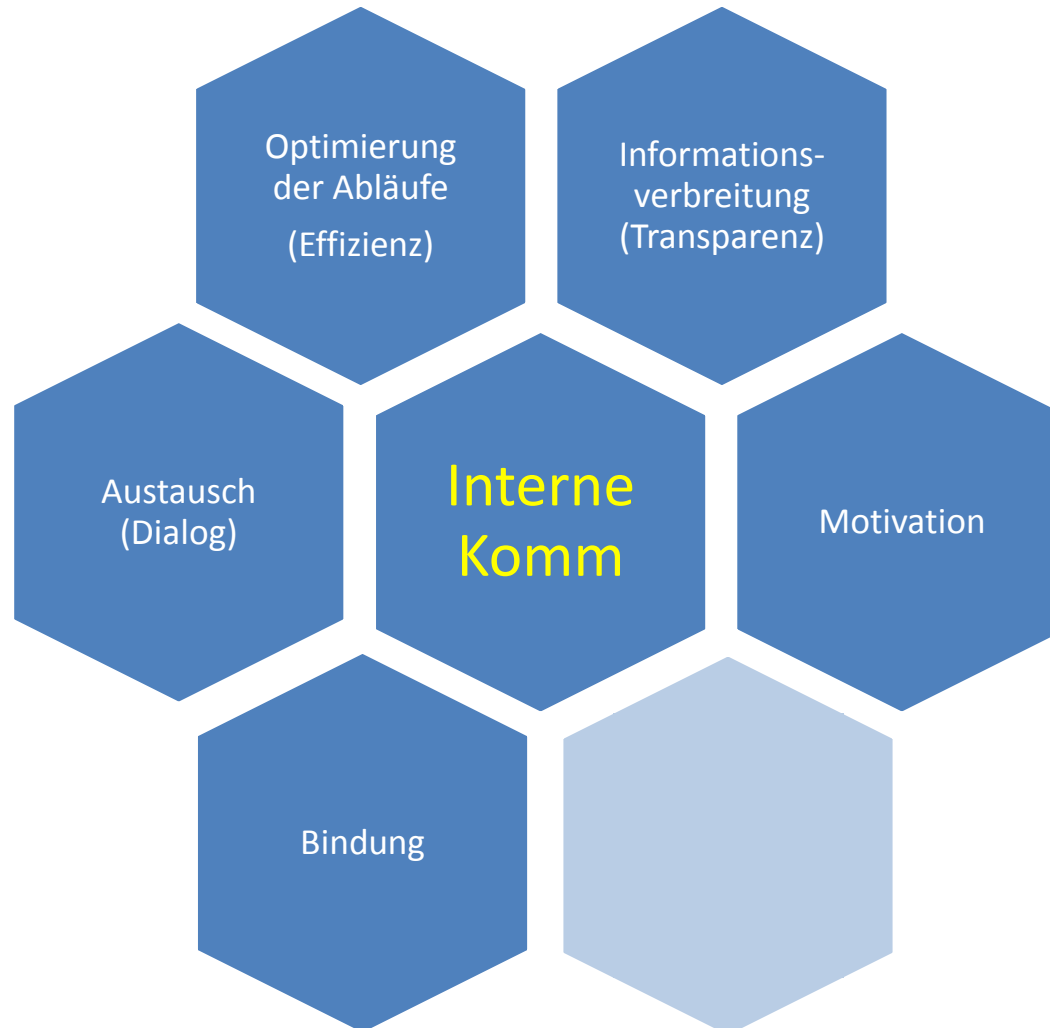 Optimierung
der Abläufe
(Effizienz)
Informations-
verbreitung
(Transparenz)
Austausch
(Dialog)
Interne
Komm
Motivation
Bindung